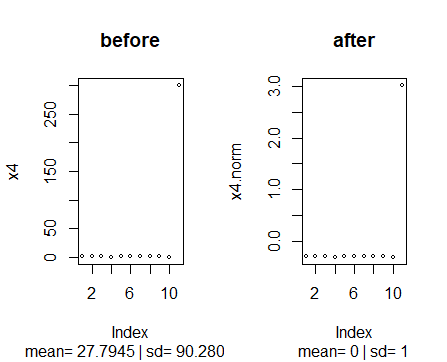 before
x4
0 50 150 250
2 6 10
Index
mean= 27.7945 | sd= 90.280
after
x4.norm
0.0 1.0 2.0 3.0
2 6 10
Index
mean= 0 | sd= 1